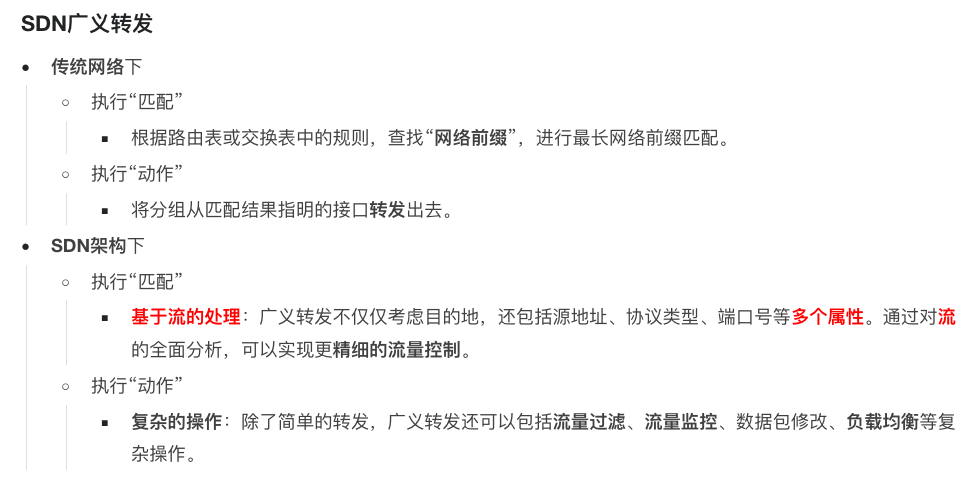 SDN广义转发
传统网络下
执行“匹配”
根据路由表或交换表中的规则，查找“网络前缀”，进行最长网络前缀匹配。
执行“动作”
将分组从匹配结果指明的接口转发出去。
SDN架构下
执行“匹配”
基于流的处理：广义转发不仅仅考虑目的地，还包括源地址、协议类型、端口号等多个属性。通过对流
的全面分析，可以实现更精细的流量控制。
执行“动作”
复杂的操作：除了简单的转发，广义转发还可以包括流量过滤、流量监控、数据包修改、负载均衡等复
杂操作。